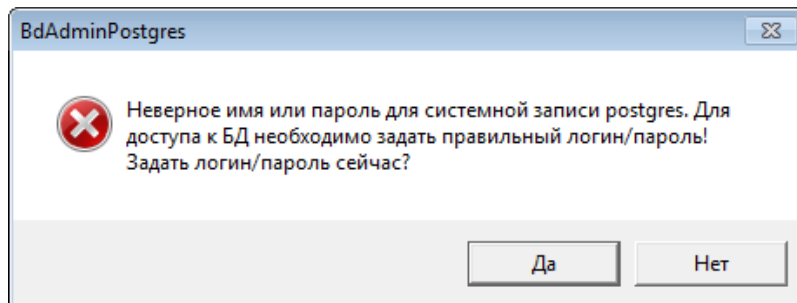 BdAdminPostgres
Неверное имя или пароль для системной записи postgres. Для
доступа к БД необходимо задать правильный логин/пароль!
Задать логин/пароль сейчас?
Да
Нет